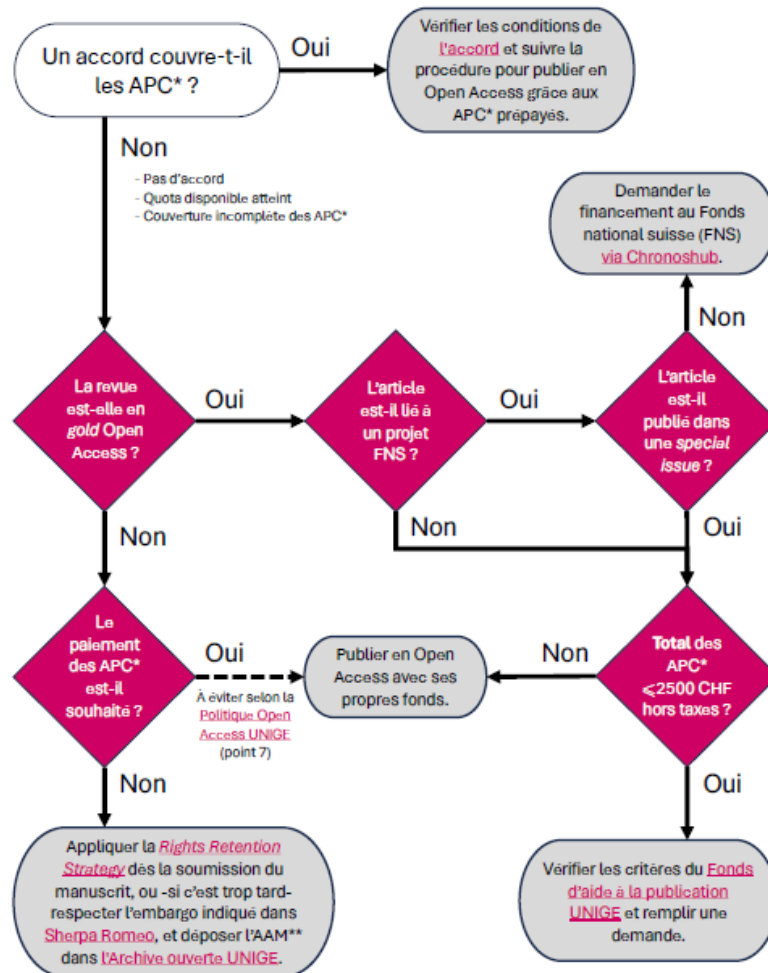 Un accord couvre-t-il
les APC* ?
Oui
Vérifier les conditions de
l'accord et suivre la
procédure pour publier en
Open Access grâce aux
APC* prépayés.
Non
- Pas d'accord
- Quota disponible atteint
- Couverture incomplète des APC*
Demander le
financement au Fonds
national suisse (FNS)
via Chronoshub.
Non
La revue
est-elle en
gold Open
Access ?
Oui
L'article
est-il lié à
un projet
FNS ?
Oui
L'article
est-il
publié dans
une special
issue ?
Non
Non
Oui
Le
paiement
des APC*
est-il
souhaité ?
Oui
À éviter selon la
Politique Open
Access UNIGE
(point 7)
Publier en Open
Access avec ses
propres fonds.
Non
Total des
APC*
⩽2500 CHF
hors taxes ?
Non
Oui
Appliquer la Rights Retention
Strategy dès la soumission du
manuscrit, ou -si c'est trop tard-
respecter l'embargo indiqué dans
Sherpa Romeo, et déposer l'AAM**
dans l'Archive ouverte UNIGE.
Vérifier les critères du Fonds
d'aide à la publication
UNIGE et remplir une
demande.